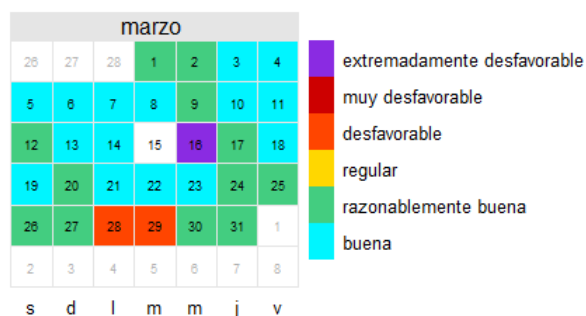 marzo
26 27 28 1 2 3 4
5 6 7 8 9 10 11
12 13 14 15 16 17 18
19 20 21 22 23 24 25
26 27 28 29 30 31 1
2 3 4 5 6 7 8
s d l m m j v
extremadamente desfavorable
muy desfavorable
desfavorable
regular
razonablemente buena
buena